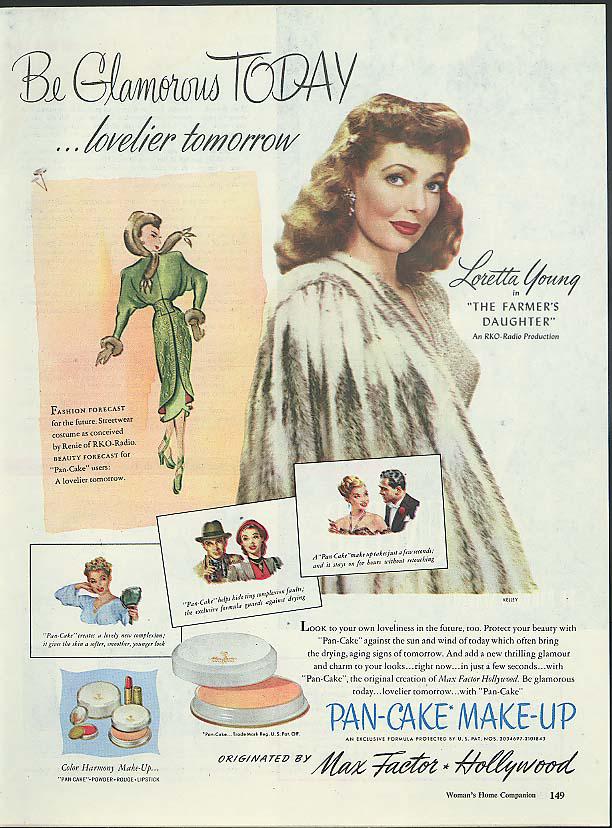 Be Glamorous TODAY
...lovelier tomorrow
Loretta Young
in
"THE FARMER'S
DAUGHTER"
An RKO-Radio Production
FASHION FORECAST
for the future. Streetwear
costume as conceived
by Renie of RKO-Radio.
BEAUTY FORECAST for
"Pan-Cake" users:
A lovelier tomorrow.
A "Pan-Cake" make-up takes just a few seconds;
and it stays on for hours without retouching
"Pan-Cake" helps hide tiny complexion faults;
the exclusive formula guards against drying
"Pan-Cake" creates a lovely new complexion;
it gives the skin a softer, smoother, younger look
KELLEY
LOOK to your own loveliness in the future, too. Protect your beauty with
"Pan-Cake" against the sun and wind of today which often bring
the drying, aging signs of tomorrow. And add a new thrilling glamour
and charm to your looks...right now...in just a few seconds...with
"Pan-Cake", the original creation of Max Factor Hollywood. Be glamorous
today...lovelier tomorrow...with "Pan-Cake"
*Pan-Cake...Trade Mark Reg. U.S. Pat. Off.
PAN-CAKE* MAKE-UP
AN EXCLUSIVE FORMULA PROTECTED BY U.S. PAT. NOS. 2034697-2101843
ORIGINATED BY Max Factor * Hollywood
Color Harmony Make-Up...
"PAN-CAKE"•POWDER•ROUGE•LIPSTICK
Woman's Home Companion 149